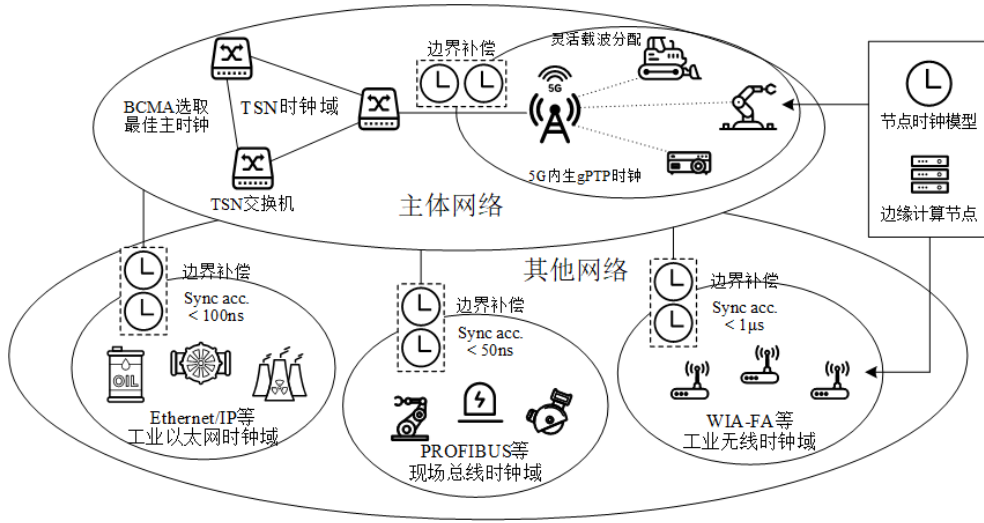 边界补偿
灵活载波分配
5G
BCMA选取
最佳主时钟
TSN时钟域
TSN交换机
5G内生gPTP时钟
主体网络
节点时钟模型
边缘计算节点
其他网络
边界补偿
Sync acc.
< 100ns
OIL
Ethernet/IP等
工业以太网时钟域
边界补偿
Sync acc.
< 50ns
PROFIBUS等
现场总线时钟域
边界补偿
Sync acc.
< 1μs
WIA-FA等
工业无线时钟域